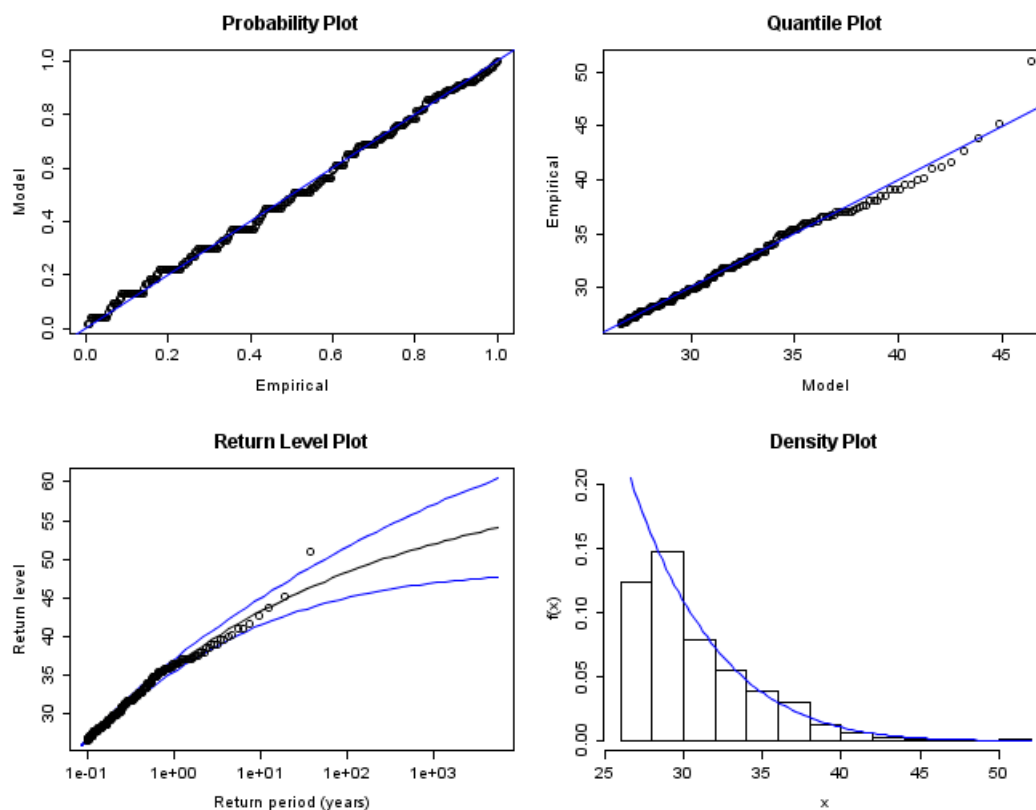 Probability Plot
Model
0.0 0.2 0.4 0.6 0.8 1.0
0.0 0.2 0.4 0.6 0.8 1.0
Empirical
Quantile Plot
Empirical
30 35 40 45 50
30 35 40 45
Model
Return Level Plot
Return level
30 35 40 45 50 55 60
1e-01 1e+00 1e+01 1e+02 1e+03
Return period (years)
Density Plot
f(x)
0.00 0.05 0.10 0.15 0.20
25 30 35 40 45 50
x